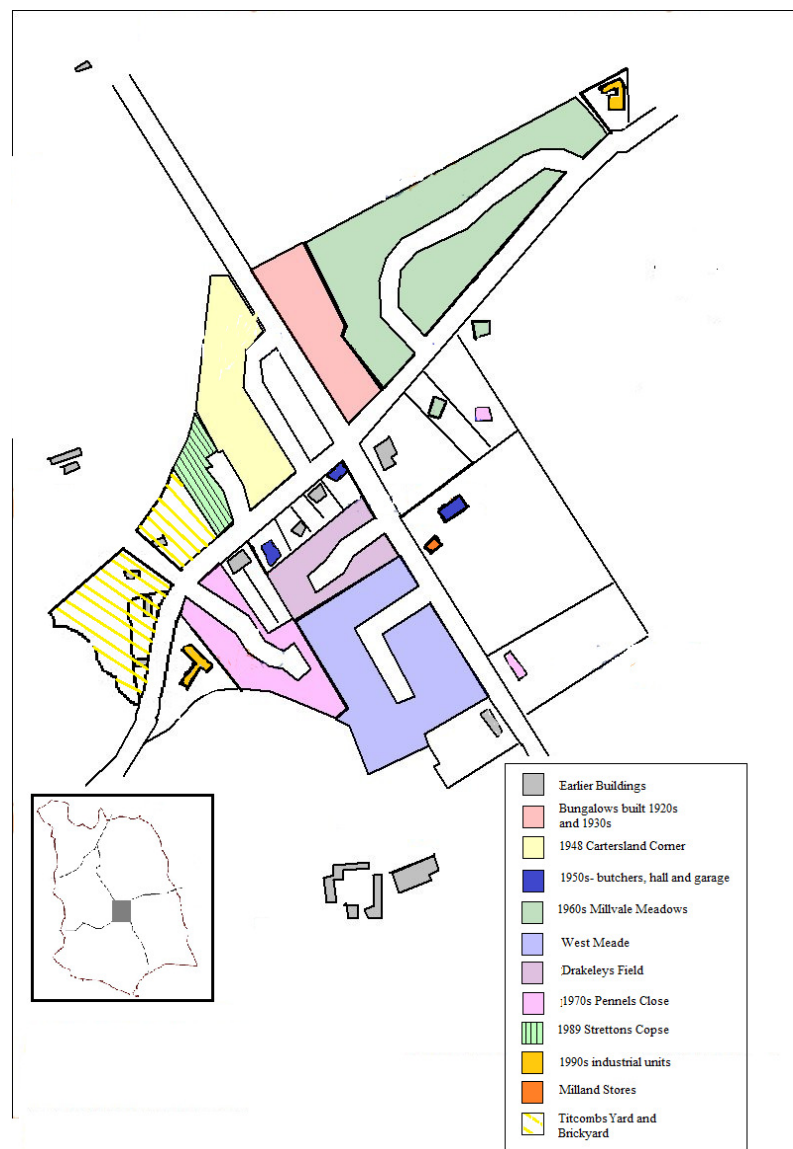 Earlier Buildings
Bungalows built 1920s
and 1930s
1948 Cartersland Corner
1950s- butchers, hall and garage
1960s Millvale Meadows
West Meade
Drakeleys Field
1970s Pennels Close
1989 Strettons Copse
1990s industrial units
Milland Stores
Titcombs Yard and
Brickyard